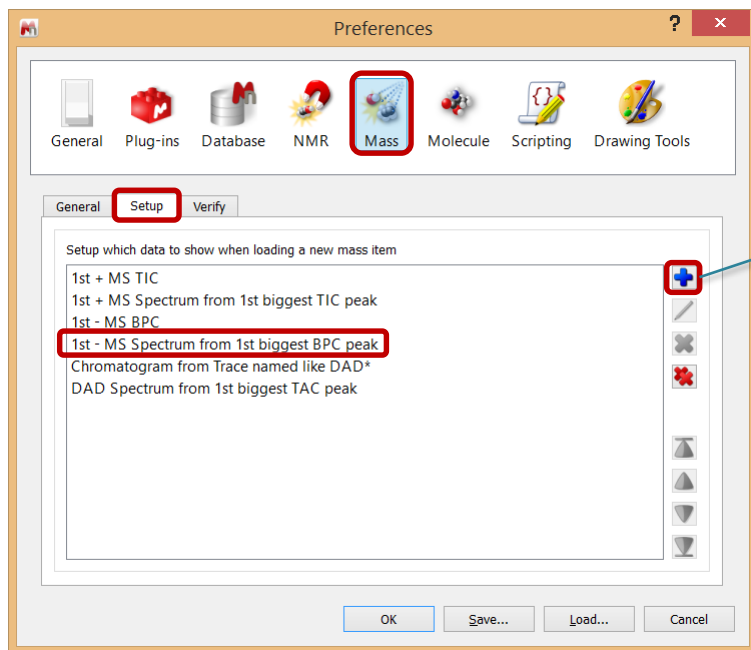 Preferences
?
General Plug-ins Database NMR Mass Molecule Scripting Drawing Tools
General Setup Verify
Setup which data to show when loading a new mass item
1st + MS TIC
1st + MS Spectrum from 1st biggest TIC peak
1st - MS BPC
1st - MS Spectrum from 1st biggest BPC peak
Chromatogram from Trace named like DAD*
DAD Spectrum from 1st biggest TAC peak
OK Save... Load... Cancel